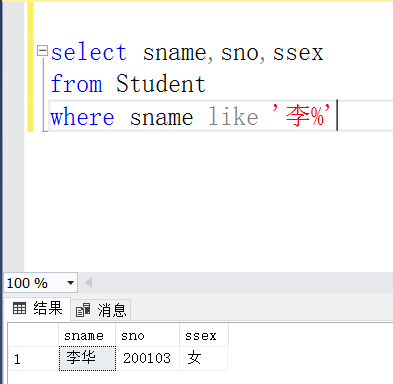 select sname,sno,ssex
from Student
where sname like '李%'
100 %
结果 消息
sname sno ssex
1 李华 200103 女